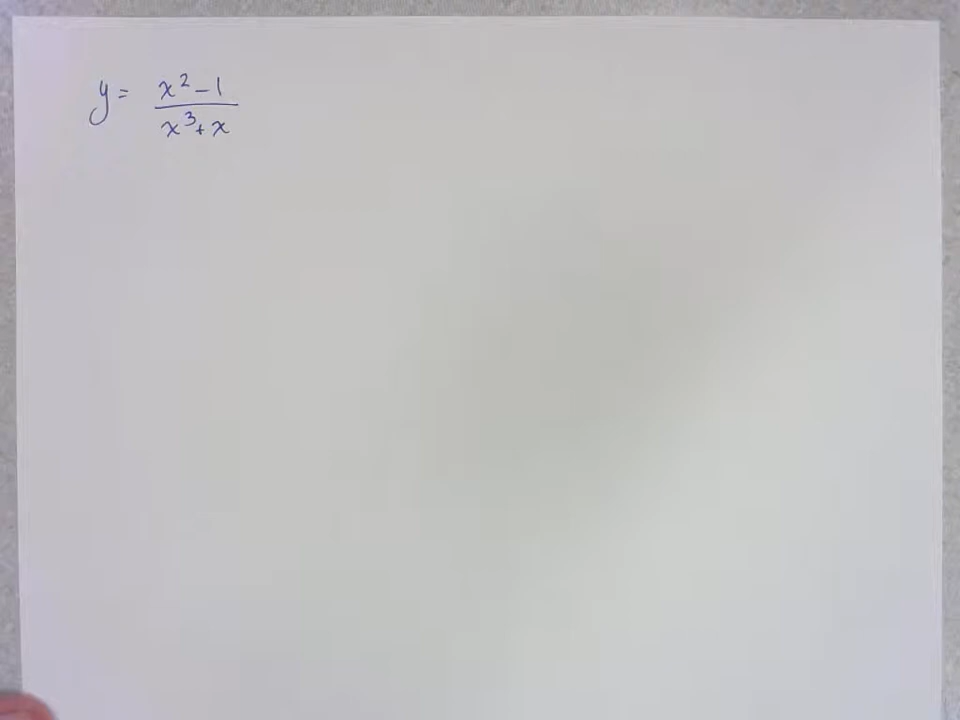 y = (x² - 1) / (x³ + x)